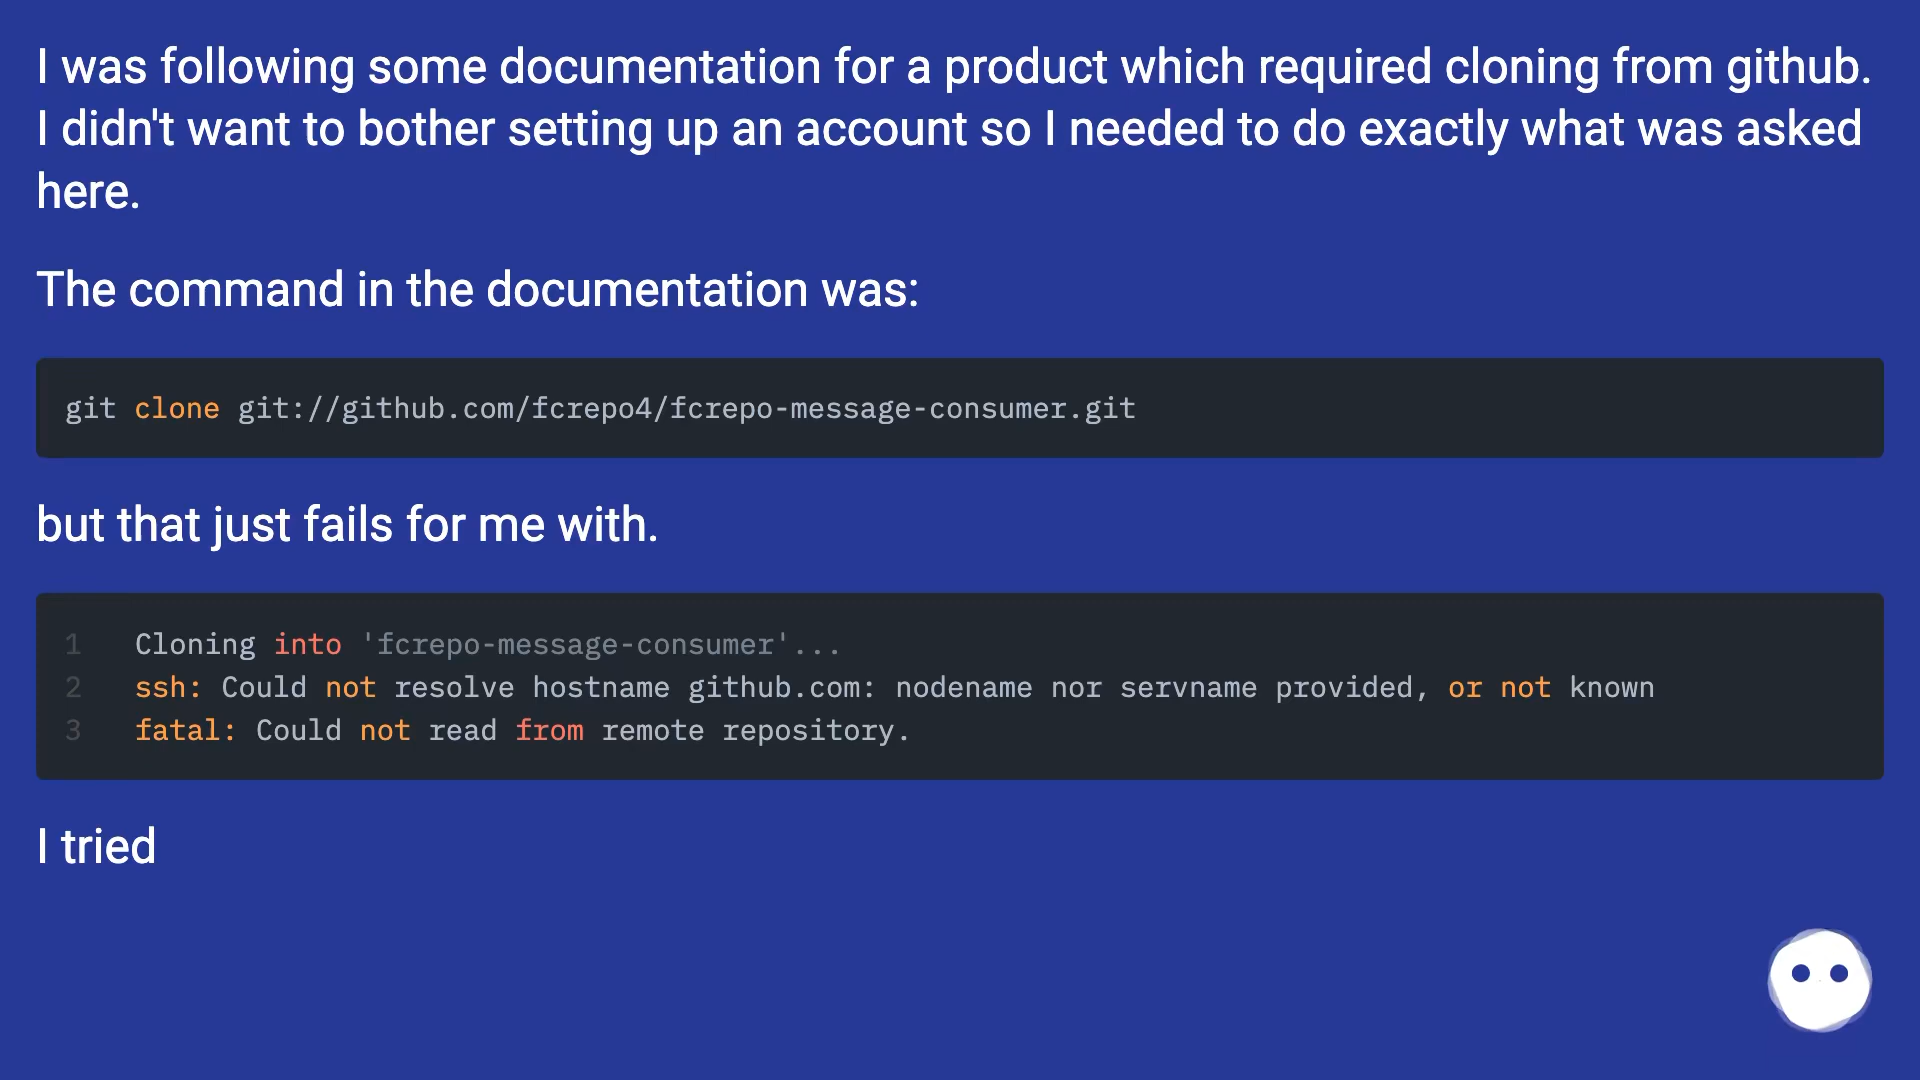 I was following some documentation for a product which required cloning from github.
I didn't want to bother setting up an account so I needed to do exactly what was asked
here.
The command in the documentation was:
git clone git://github.com/fcrepo4/fcrepo-message-consumer.git
but that just fails for me with.
1 Cloning into 'fcrepo-message-consumer'...
2 ssh: Could not resolve hostname github.com: nodename nor servname provided, or not known
3 fatal: Could not read from remote repository.
I tried